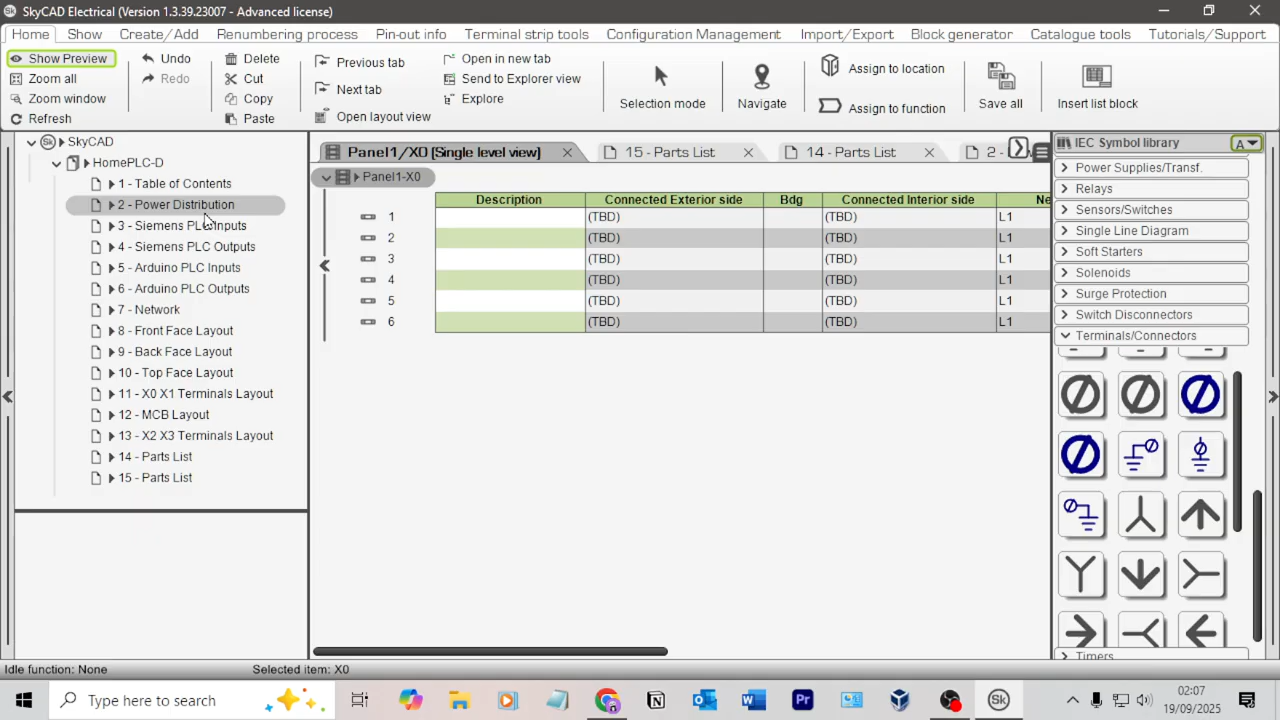 SkyCAD Electrical (Version 1.3.39.23007 - Advanced license)
Home Show Create/Add Renumbering process Pin-out info Terminal strip tools Configuration Management Import/Export Block generator Catalogue tools Tutorials/Support
Show Preview
Zoom all
Zoom window
Refresh
Undo
Redo
Delete
Cut
Copy
Paste
Previous tab
Next tab
Open layout view
Open in new tab
Send to Explorer view
Explore
Selection mode
Navigate
Assign to location
Assign to function
Save all
Insert list block
Sk SkyCAD
HomePLC-D
1 - Table of Contents
2 - Power Distribution
3 - Siemens PLC Inputs
4 - Siemens PLC Outputs
5 - Arduino PLC Inputs
6 - Arduino PLC Outputs
7 - Network
8 - Front Face Layout
9 - Back Face Layout
10 - Top Face Layout
11 - X0 X1 Terminals Layout
12 - MCB Layout
13 - X2 X3 Terminals Layout
14 - Parts List
15 - Parts List
Panel1/X0 [Single level view] 15 - Parts List 14 - Parts List 2 -
Panel1-X0
Description Connected Exterior side Bdg Connected Interior side Ne
1 (TBD) (TBD) L1
2 (TBD) (TBD) L1
3 (TBD) (TBD) L1
4 (TBD) (TBD) L1
5 (TBD) (TBD) L1
6 (TBD) (TBD) L1
IEC Symbol library A
Power Supplies/Transf.
Relays
Sensors/Switches
Single Line Diagram
Soft Starters
Solenoids
Surge Protection
Switch Disconnectors
Terminals/Connectors
Timers
Idle function: None Selected item: X0
Type here to search
02:07
19/09/2025